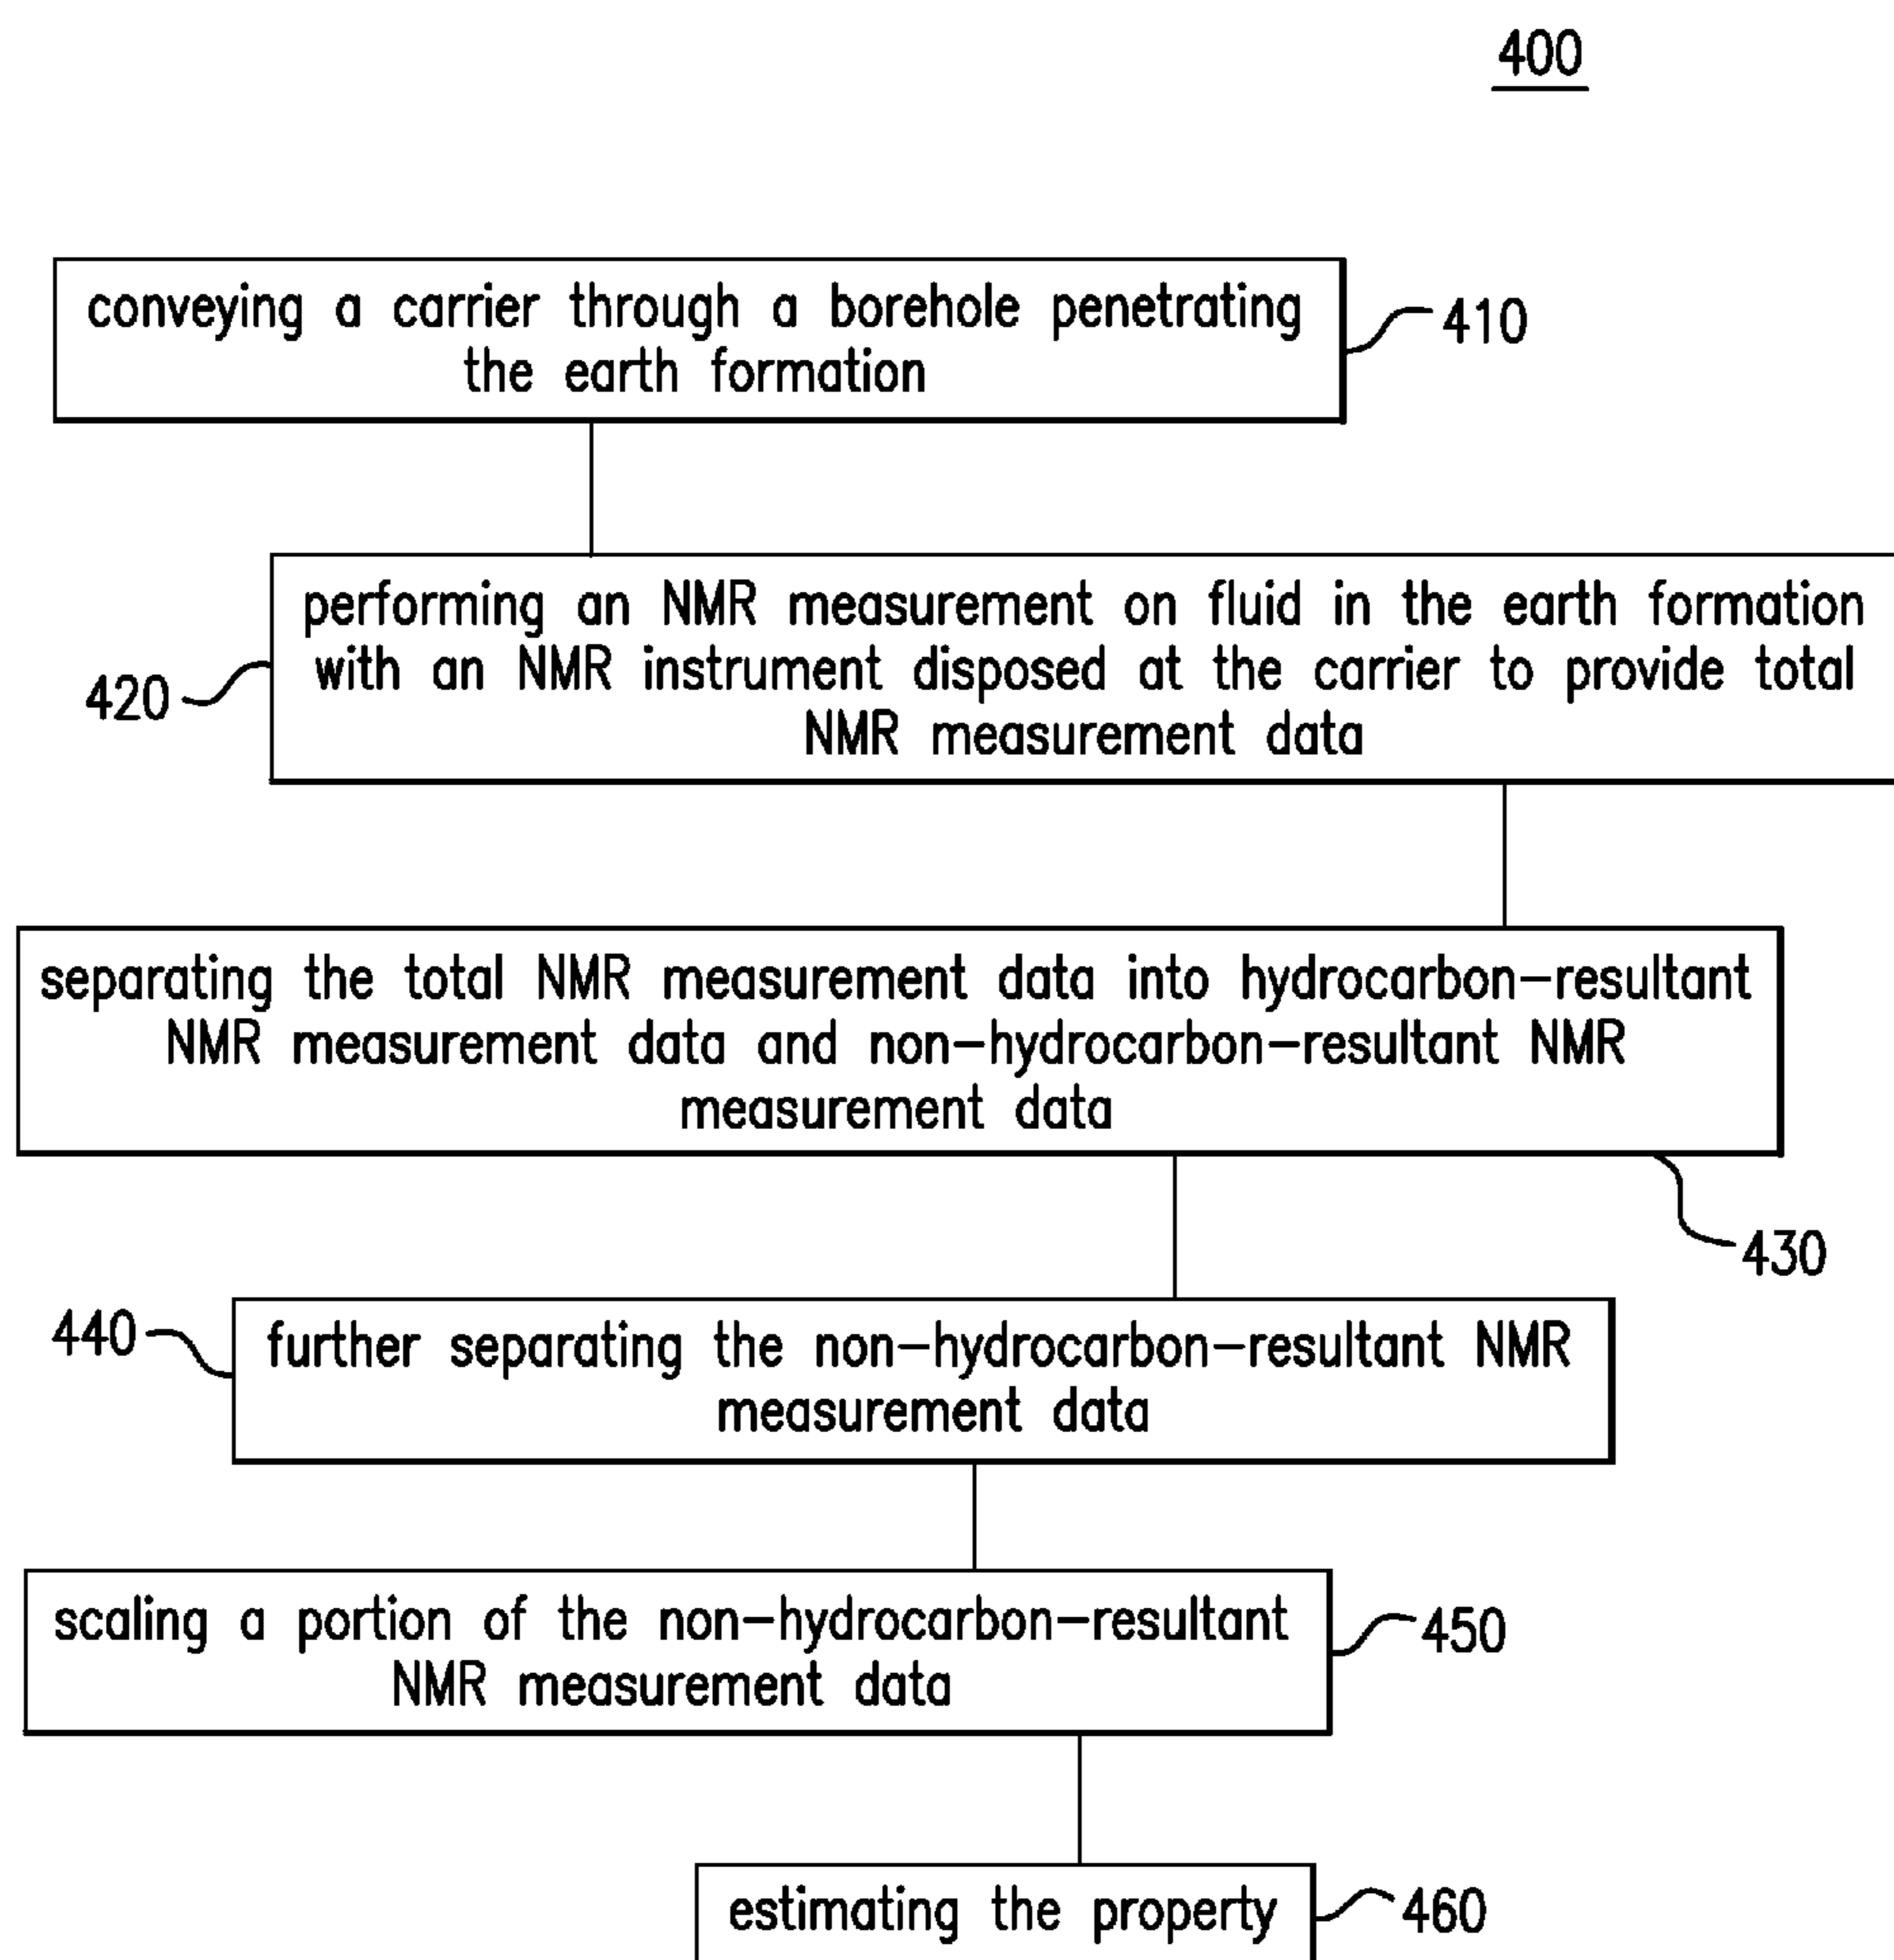 400
conveying a carrier through a borehole penetrating
the earth formation
410
performing an NMR measurement on fluid in the earth formation
with an NMR instrument disposed at the carrier to provide total
NMR measurement data
420
separating the total NMR measurement data into hydrocarbon-resultant
NMR measurement data and non-hydrocarbon-resultant NMR
measurement data
430
440
further separating the non-hydrocarbon-resultant NMR
measurement data
scaling a portion of the non-hydrocarbon-resultant
NMR measurement data
450
estimating the property
460